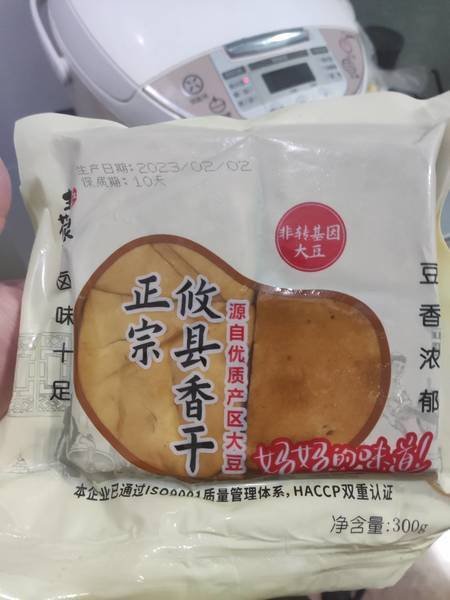 生产日期: 2023/02/02
保质期: 10天
非转基因
大豆
卤味十足
正宗
攸县香干
源自优质产区大豆
豆香浓郁
妈妈的味道!
本企业已通过ISO9001质量管理体系,HACCP双重认证
净含量:300g